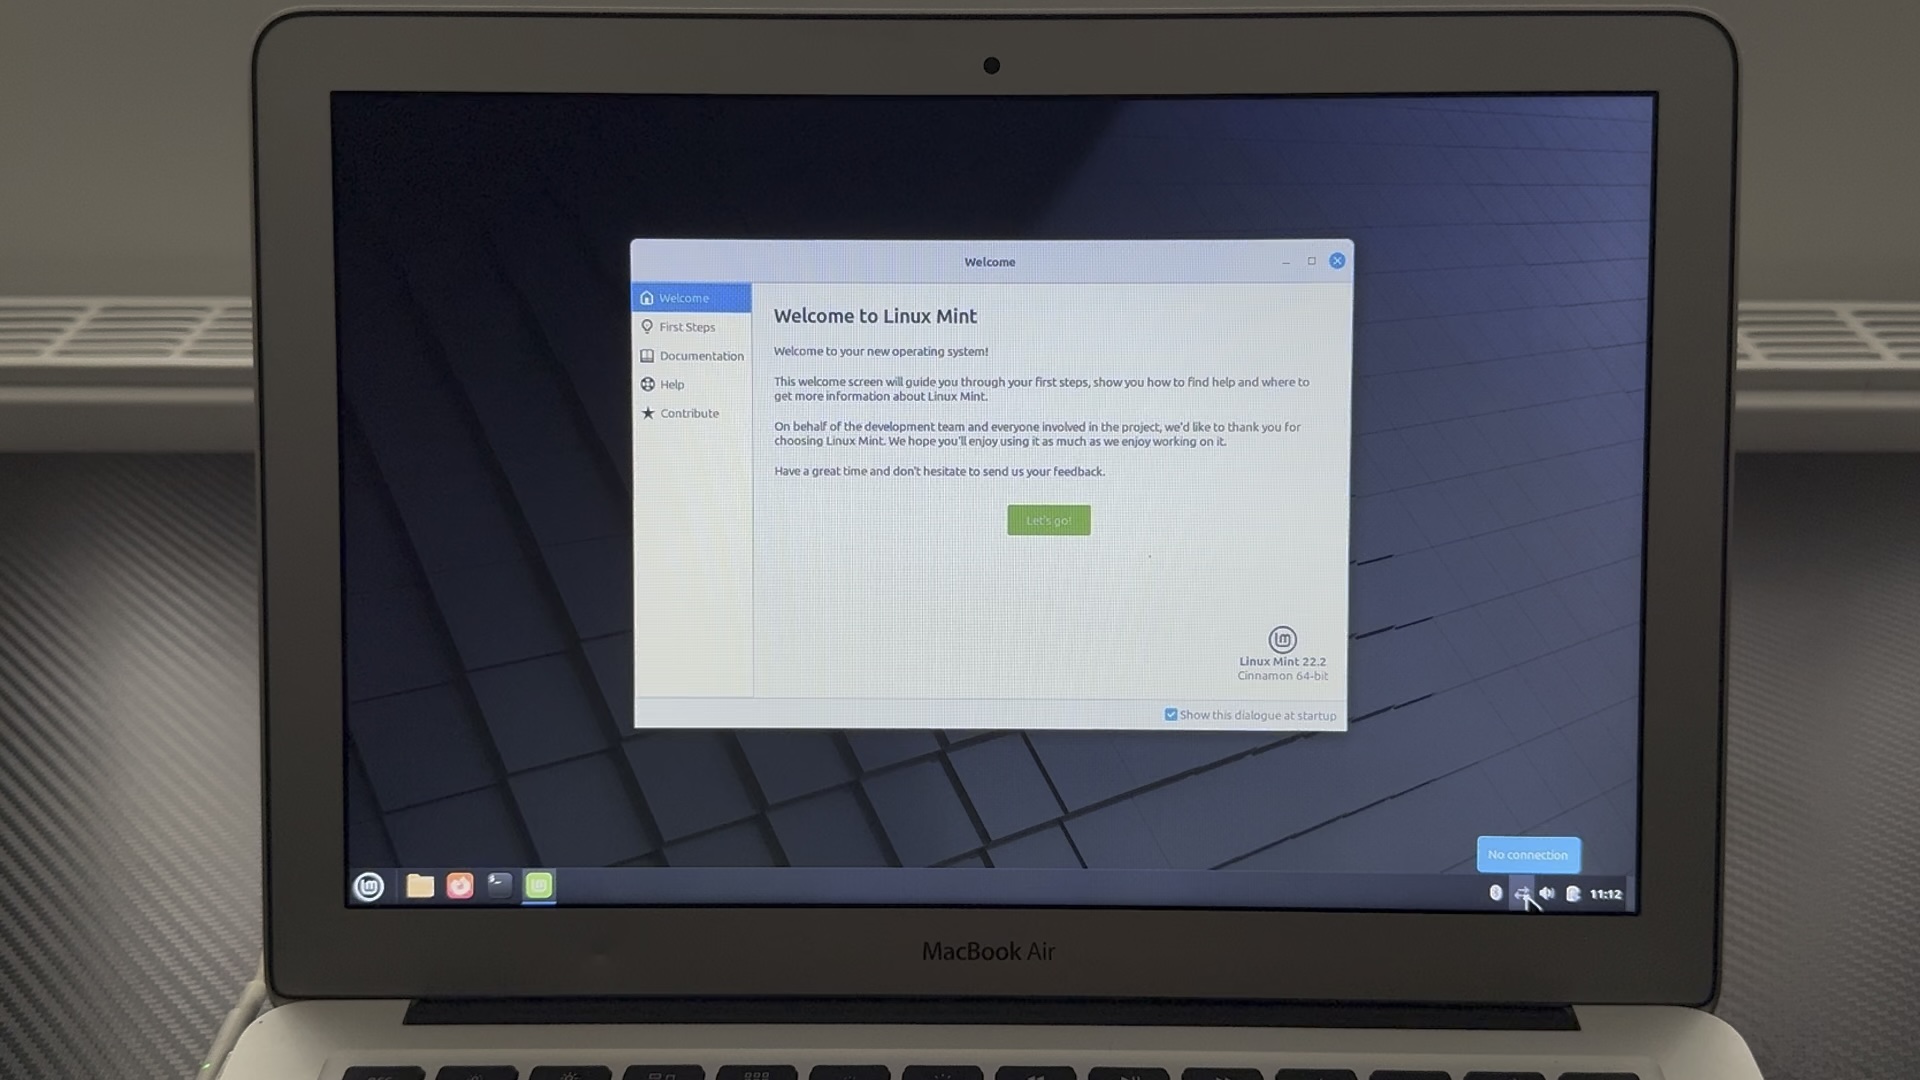 Welcome
Welcome
First Steps
Documentation
Help
Contribute
Welcome to Linux Mint
Welcome to your new operating system!
This welcome screen will guide you through your first steps, show you how to find help and where to
get more information about Linux Mint.
On behalf of the development team and everyone involved in the project, we'd like to thank you for
choosing Linux Mint. We hope you'll enjoy using it as much as we enjoy working on it.
Have a great time and don't hesitate to send us your feedback.
Let's go!
Linux Mint 22.2
Cinnamon 64-bit
Show this dialogue at startup
No connection
11:12
MacBook Air